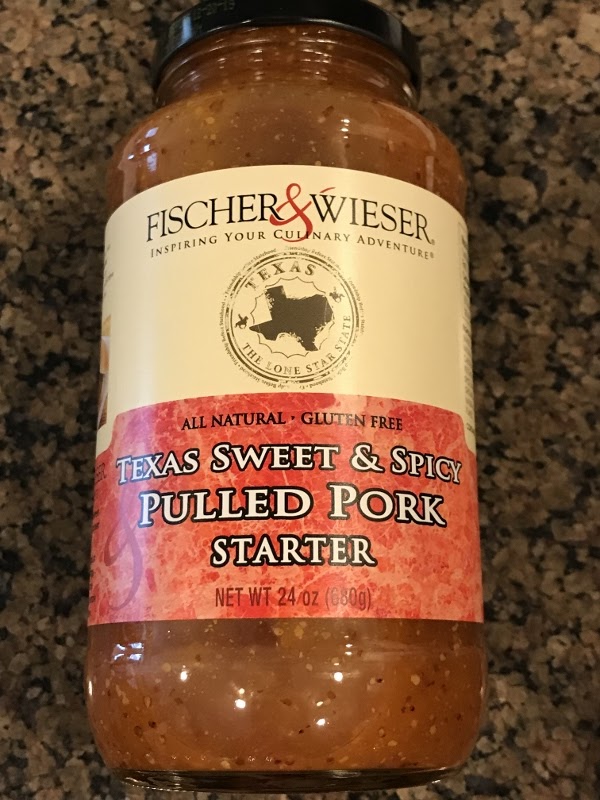 FISCHER&WIESER®
INSPIRING YOUR CULINARY ADVENTURE®
TEXAS
THE LONE STAR STATE
ALL NATURAL · GLUTEN FREE
TEXAS SWEET & SPICY
PULLED PORK
STARTER
NET WT 24 oz (680g)